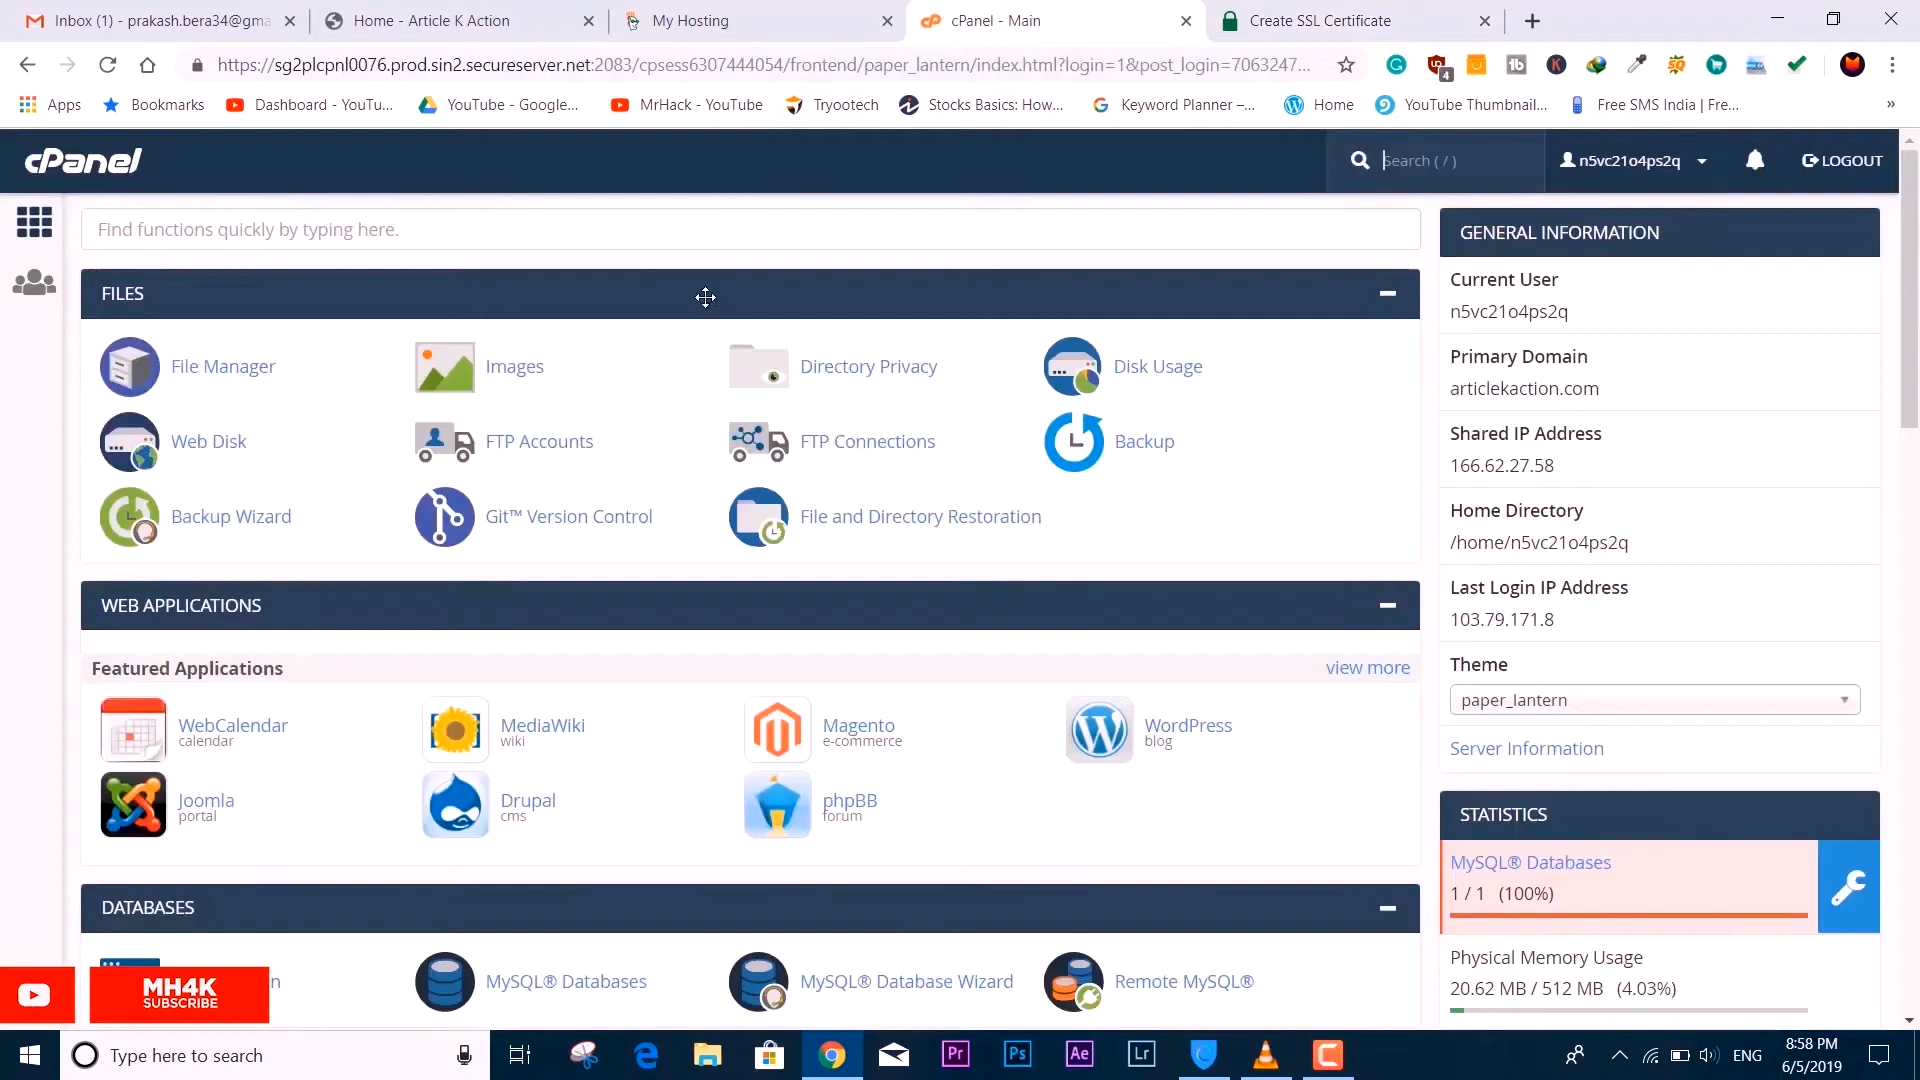 Inbox (1) - prakash.bera34@gma
Home - Article K Action
My Hosting
cPanel - Main
Create SSL Certificate
https://sg2plcpnl0076.prod.sin2.secureserver.net:2083/cpsess6307444054/frontend/paper_lantern/index.html?login=1&post_login=7063247...
4
Apps
Bookmarks
Dashboard - YouTu...
YouTube - Google...
MrHack - YouTube
Tryootech
Stocks Basics: How...
Keyword Planner –...
Home
YouTube Thumbnail...
Free SMS India | Fre...
»
cPanel
Search ( / )
n5vc21o4ps2q
LOGOUT
Find functions quickly by typing here.
FILES
File Manager
Images
Directory Privacy
Disk Usage
Web Disk
FTP Accounts
FTP Connections
Backup
Backup Wizard
Git™ Version Control
File and Directory Restoration
WEB APPLICATIONS
Featured Applications
view more
WebCalendar
calendar
MediaWiki
wiki
Magento
e-commerce
WordPress
blog
Joomla
portal
Drupal
cms
phpBB
forum
DATABASES
n
MySQL® Databases
MySQL® Database Wizard
Remote MySQL®
GENERAL INFORMATION
Current User
n5vc21o4ps2q
Primary Domain
articlekaction.com
Shared IP Address
166.62.27.58
Home Directory
/home/n5vc21o4ps2q
Last Login IP Address
103.79.171.8
Theme
paper_lantern
Server Information
STATISTICS
MySQL® Databases
1 / 1 (100%)
Physical Memory Usage
20.62 MB / 512 MB (4.03%)
MH4K
SUBSCRIBE
Type here to search
Pr
Ps
Ae
Lr
ENG
8:58 PM
6/5/2019